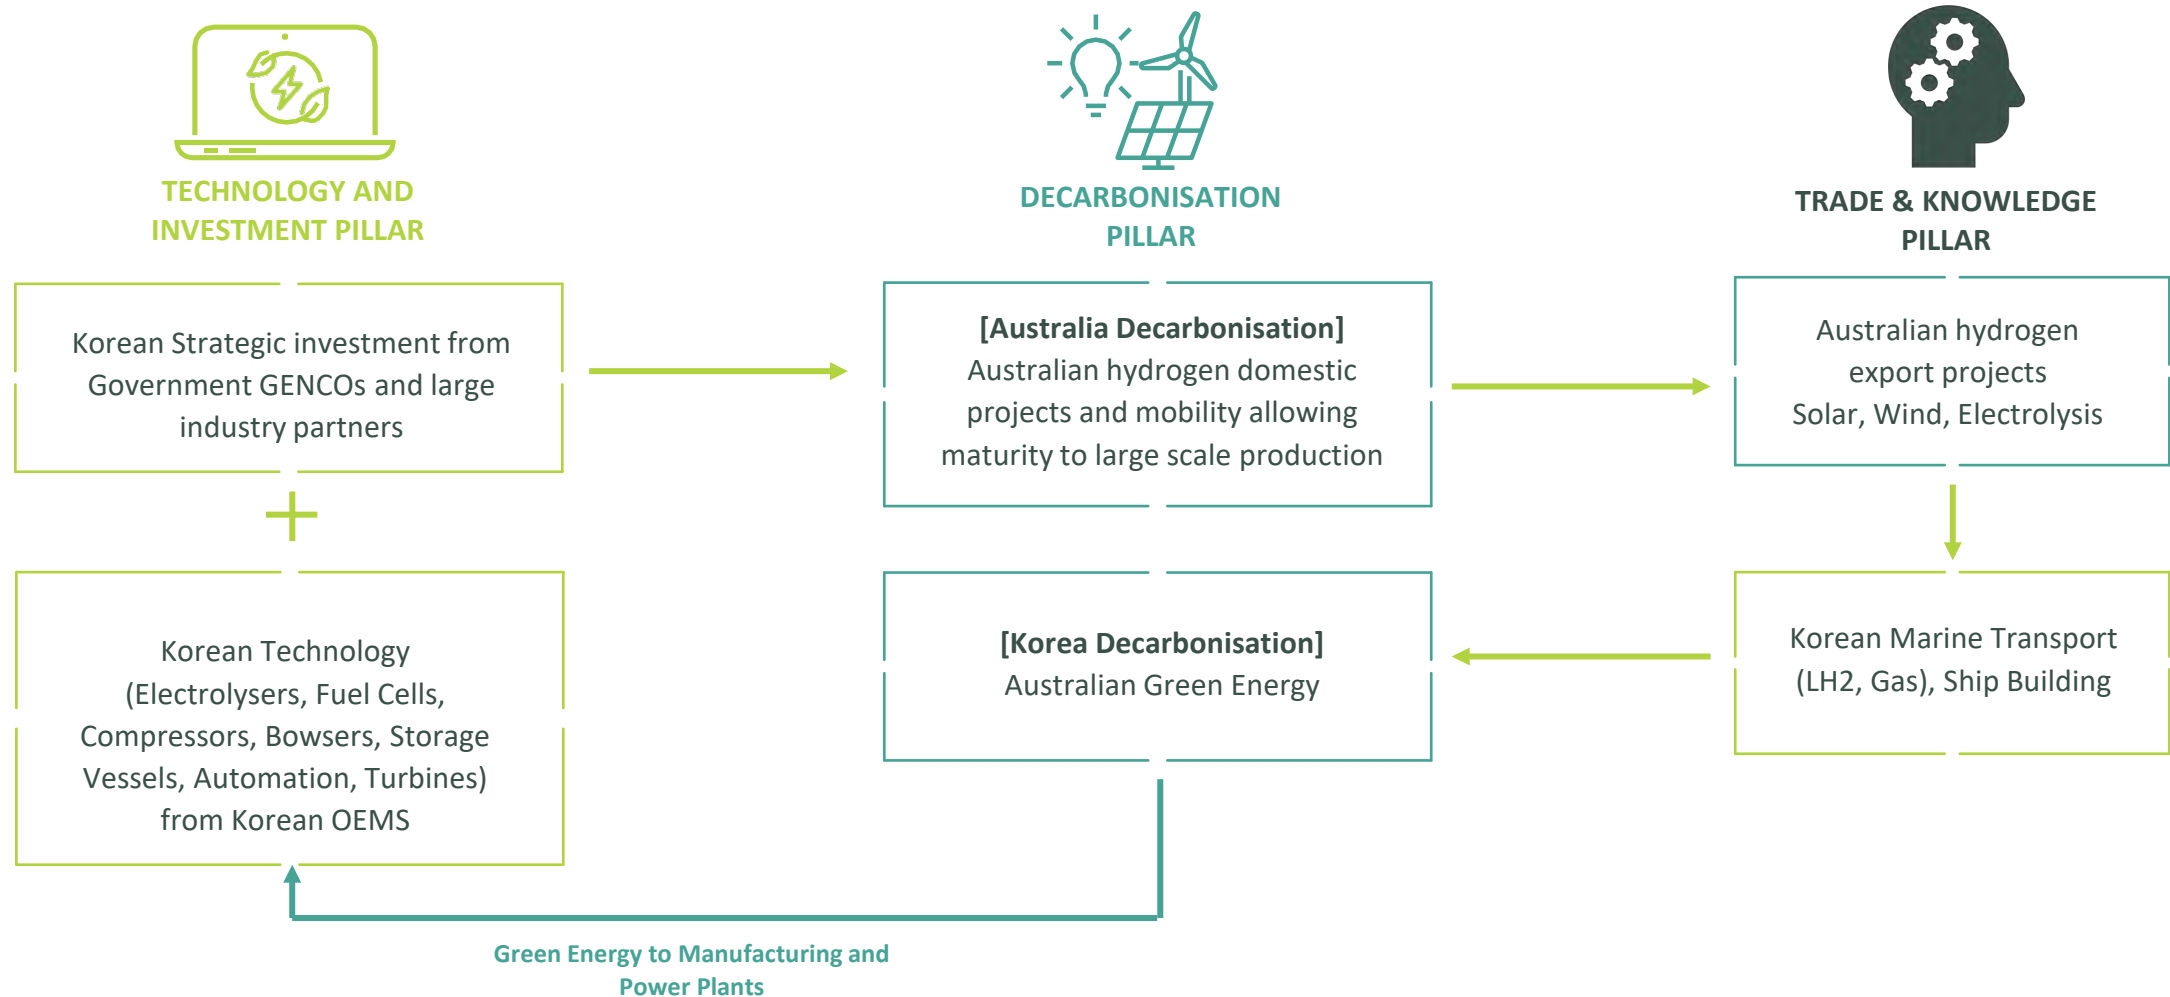 TECHNOLOGY AND
INVESTMENT PILLAR
DECARBONISATION
PILLAR
TRADE & KNOWLEDGE
PILLAR
Korean Strategic investment from
Government GENCOs and large
industry partners
[Australia Decarbonisation]
Australian hydrogen domestic
projects and mobility allowing
maturity to large scale production
Australian hydrogen
export projects
Solar, Wind, Electrolysis
Korean Technology
(Electrolysers, Fuel Cells,
Compressors, Bowsers, Storage
Vessels, Automation, Turbines)
from Korean OEMS
[Korea Decarbonisation]
Australian Green Energy
Korean Marine Transport
(LH2, Gas), Ship Building
Green Energy to Manufacturing and
Power Plants